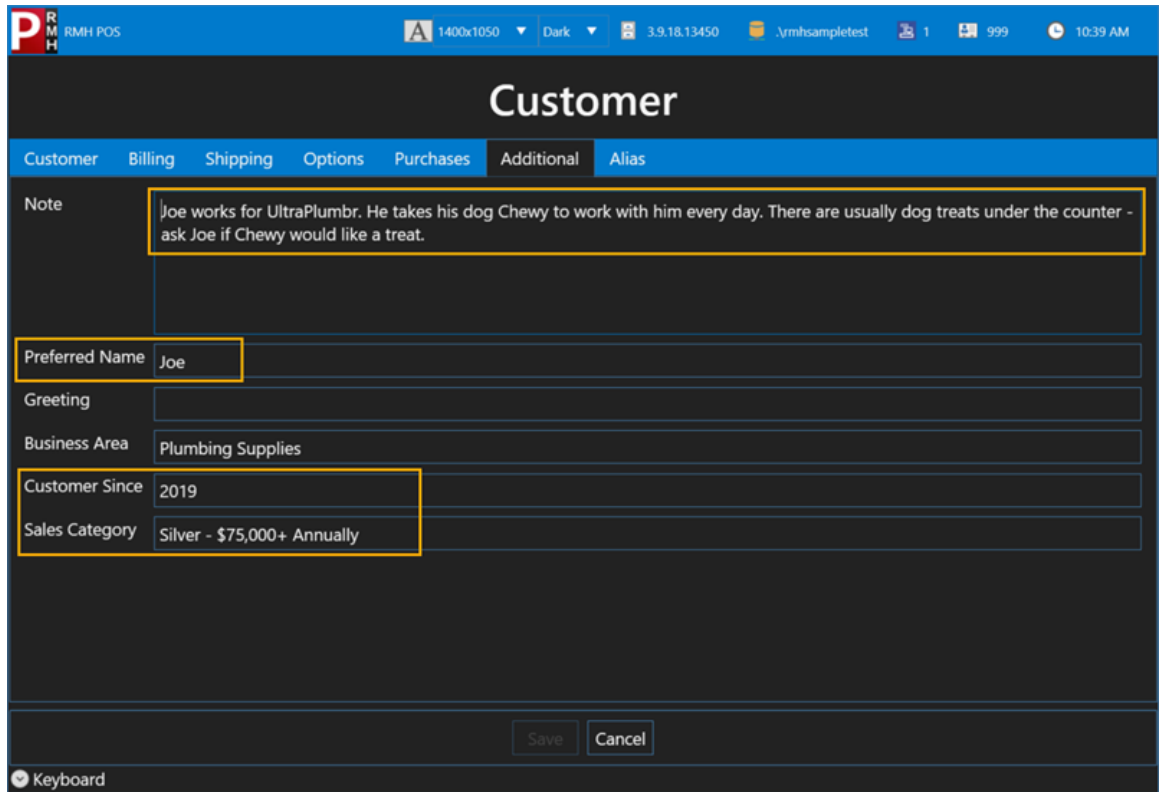 P RMH RMH POS A 1400x1050 Dark 3.9.18.13450 .\rmhsampletest 1 999 10:39 AM
Customer
Customer Billing Shipping Options Purchases Additional Alias
Note
Joe works for UltraPlumbr. He takes his dog Chewy to work with him every day. There are usually dog treats under the counter -
ask Joe if Chewy would like a treat.
Preferred Name Joe
Greeting
Business Area Plumbing Supplies
Customer Since 2019
Sales Category Silver - $75,000+ Annually
Save Cancel
Keyboard